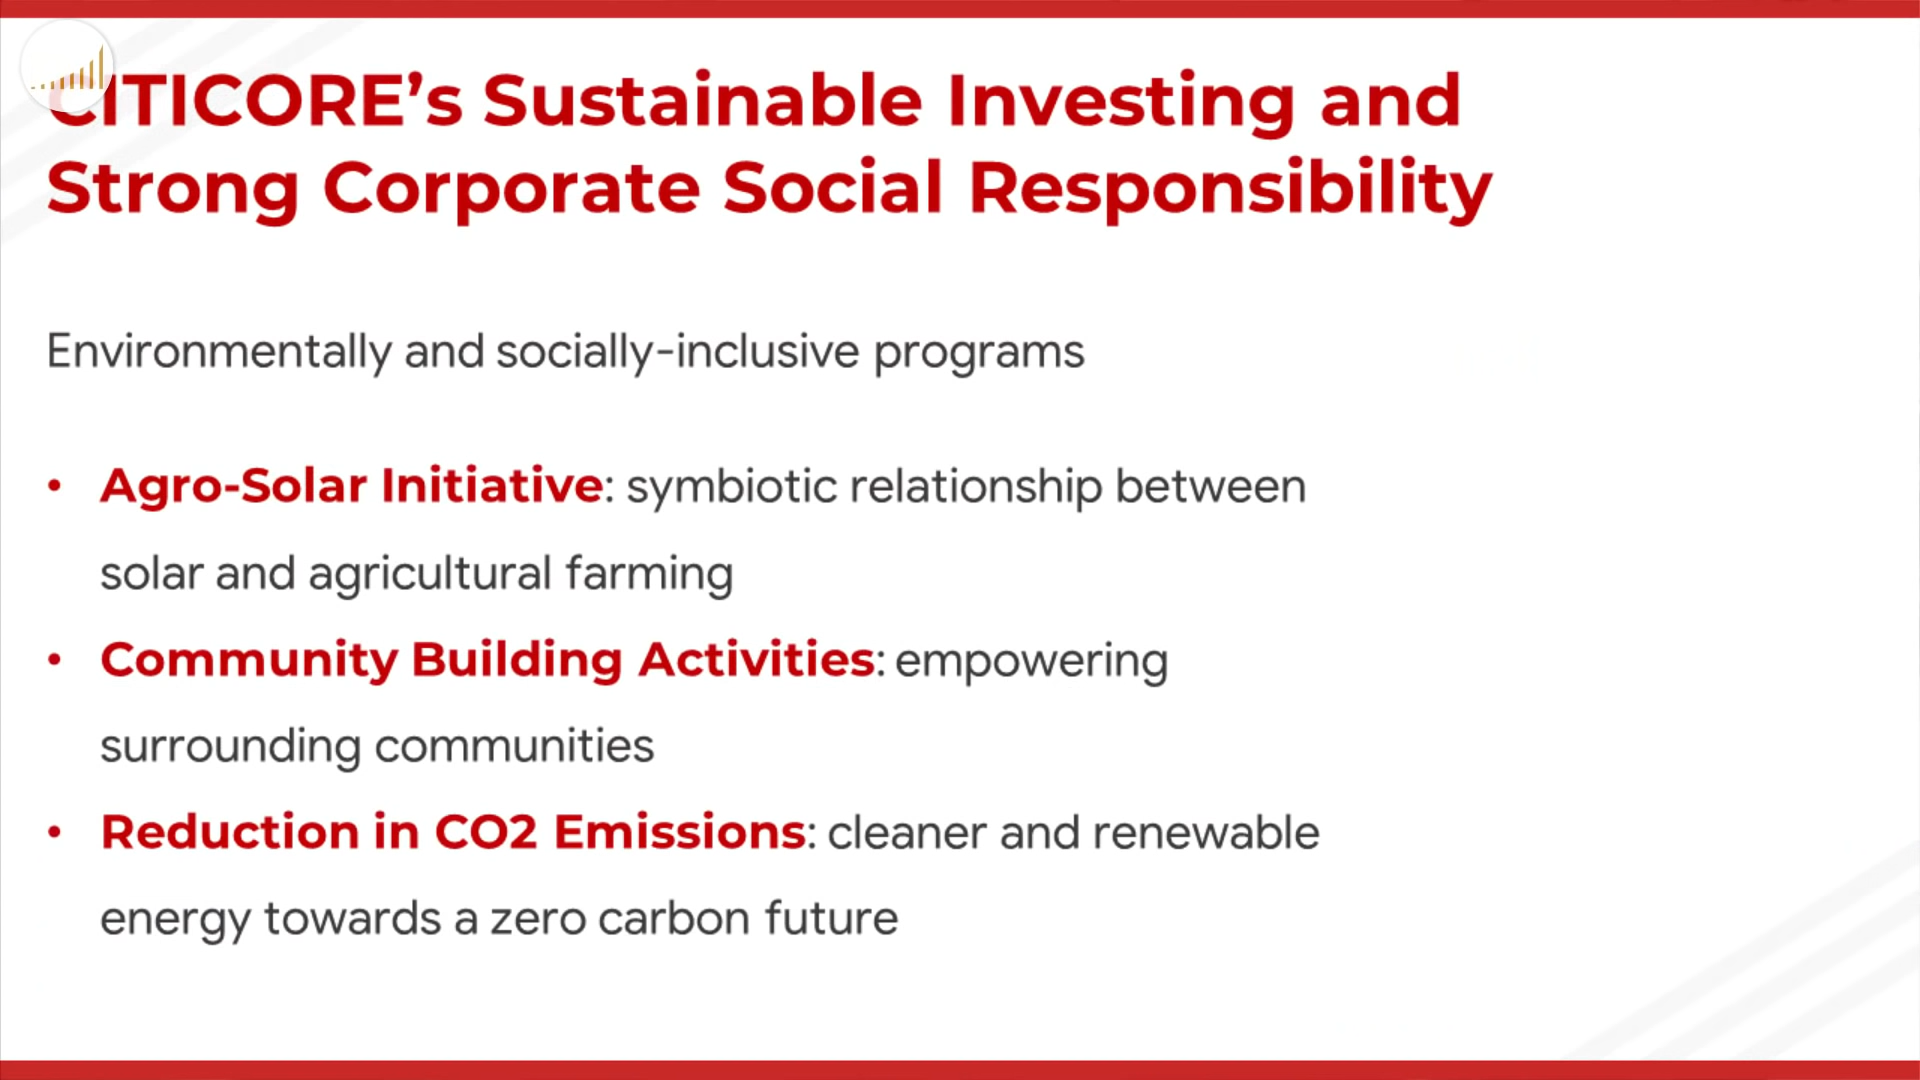 CITICORE’s Sustainable Investing and
Strong Corporate Social Responsibility
Environmentally and socially-inclusive programs
• Agro-Solar Initiative: symbiotic relationship between
solar and agricultural farming
• Community Building Activities: empowering
surrounding communities
• Reduction in CO2 Emissions: cleaner and renewable
energy towards a zero carbon future